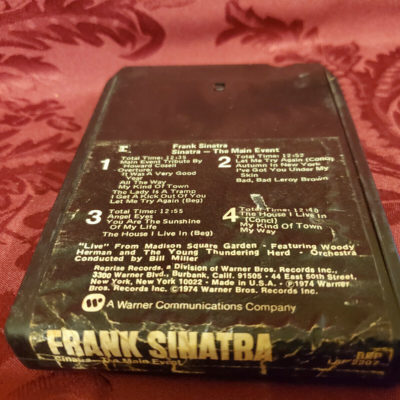 Frank Sinatra
Sinatra — The Main Event
1 Total Time: 12:35
Main Event Tribute By
Howard Cosell
Overture:
It Was A Very Good
Year
All The Way
My Kind Of Town
The Lady Is A Tramp
I Get A Kick Out Of You
Let Me Try Again (Beg)
2 Total Time: 12:52
Let Me Try Again (Concl)
Autumn In New York
I've Got You Under My
Skin
Bad, Bad Leroy Brown
3 Total Time: 12:55
Angel Eyes
You Are The Sunshine
Of My Life
The House I Live In (Beg)
4 Total Time:
The House I Live In
(Concl)
My Kind Of Town
My Way
"Live" From Madison Square Garden - Featuring Woody
Herman and The Young Thundering Herd - Orchestra
Conducted by Bill Miller
Reprise Records, a Division of Warner Bros. Records Inc.
3300 Warner Blvd., Burbank, Calif. 91505 - 44 East 50th Street,
New York, New York 10022 - Made in U.S.A. - ℗1974 Warner
Bros. Records Inc. ©1974 Warner Bros. Records Inc.
A Warner Communications Company
FRANK SINATRA
Sinatra-The Main Event